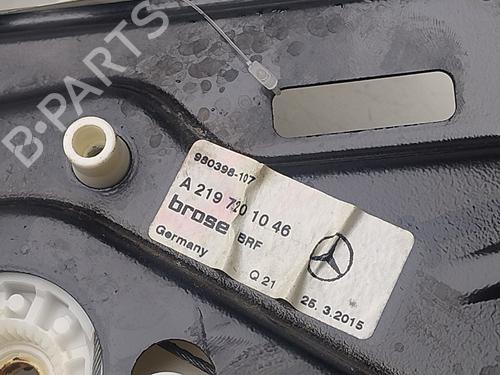 B-PARTS
980398-107
A 219 720 10 46
brose BRF
Germany
Q 21
25.3.2015